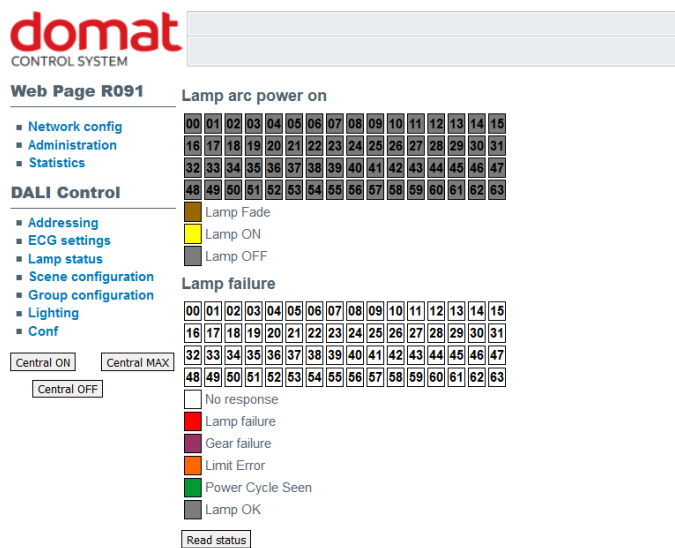 domat
CONTROL SYSTEM
Web Page R091
Network config
Administration
Statistics
DALI Control
Addressing
ECG settings
Lamp status
Scene configuration
Group configuration
Lighting
Conf
Central ON Central MAX
Central OFF
Lamp arc power on
00 01 02 03 04 05 06 07 08 09 10 11 12 13 14 15
16 17 18 19 20 21 22 23 24 25 26 27 28 29 30 31
32 33 34 35 36 37 38 39 40 41 42 43 44 45 46 47
48 49 50 51 52 53 54 55 56 57 58 59 60 61 62 63
Lamp Fade
Lamp ON
Lamp OFF
Lamp failure
00 01 02 03 04 05 06 07 08 09 10 11 12 13 14 15
16 17 18 19 20 21 22 23 24 25 26 27 28 29 30 31
32 33 34 35 36 37 38 39 40 41 42 43 44 45 46 47
48 49 50 51 52 53 54 55 56 57 58 59 60 61 62 63
No response
Lamp failure
Gear failure
Limit Error
Power Cycle Seen
Lamp OK
Read status